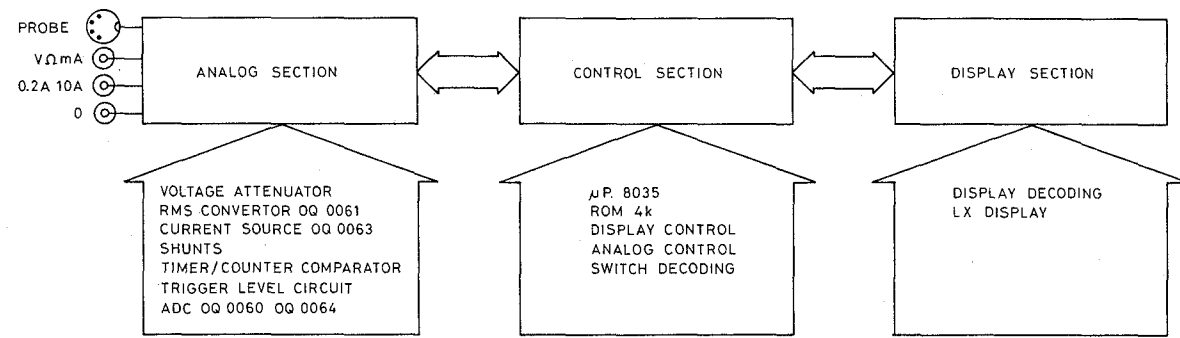 PROBE
VΩmA
0.2A 10A
0
ANALOG SECTION
CONTROL SECTION
DISPLAY SECTION
VOLTAGE ATTENUATOR
RMS CONVERTOR OQ 0061
CURRENT SOURCE OQ 0063
SHUNTS
TIMER/COUNTER COMPARATOR
TRIGGER LEVEL CIRCUIT
ADC OQ 0060 OQ 0064
μP. 8035
ROM 4k
DISPLAY CONTROL
ANALOG CONTROL
SWITCH DECODING
DISPLAY DECODING
LX DISPLAY